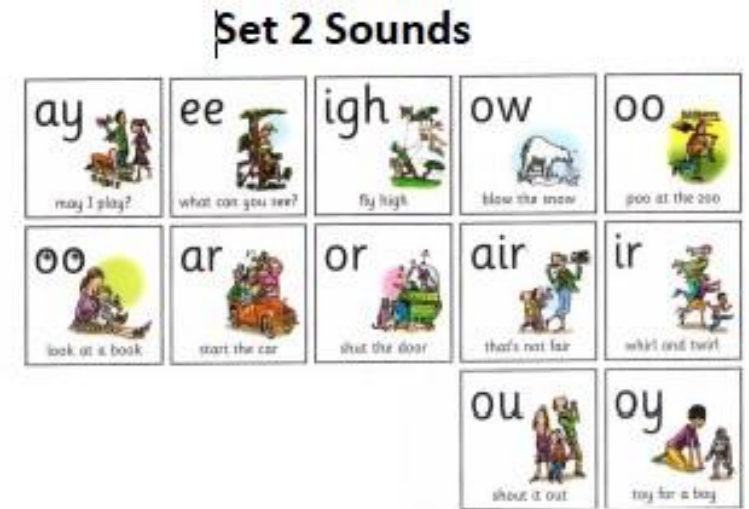 Set 2 Sounds
ay
may I play?
ee
what can you see?
igh
fly high
ow
blow the snow
oo
poo at the zoo
oo
look at a book
ar
start the car
or
shut the door
air
that's not fair
ir
whirl and twirl
ou
shout it out
oy
toy for a boy